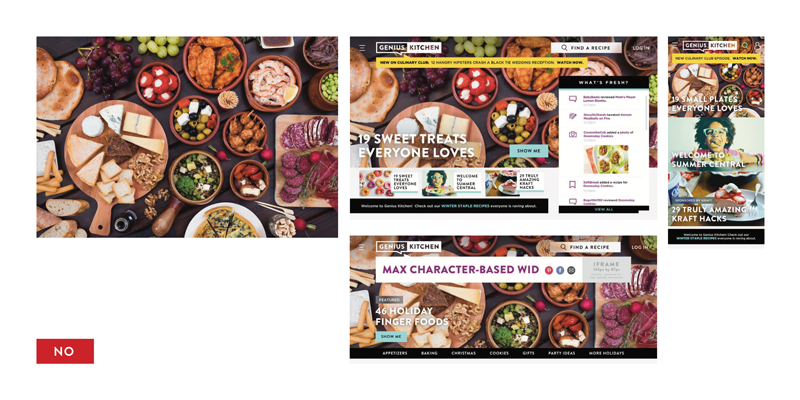 NO
GENIUS KITCHEN
FIND A RECIPE
LOG IN
NEW ON CULINARY CLUB: 12 ANGRY HIPSTERS CRASH A BLACK TIE WEDDING RECEPTION. WATCH NOW.
WHAT'S FRESH?
19 SWEET TREATS
EVERYONE LOVES
SHOW ME
19 SWEET
TREATS
EVERYONE
LOVES
WELCOME
TO
SUMMER
CENTRAL
29 TRULY
AMAZING
KRAFT
HACKS
Welcome to Genius Kitchen! Check out our WINTER STAPLE RECIPES everyone is raving about.
VIEW ALL
GENIUS KITCHEN
FIND A RECIPE
LOG IN
MAX CHARACTER-BASED WID
IFRAME
FEATURED
46 HOLIDAY
FINGER FOODS
SHOW ME
APPETIZERS BAKING CHRISTMAS COOKIES GIFTS PARTY IDEAS MORE HOLIDAYS
GENIUS KITCHEN
NEW CULINARY CLUB EPISODE. WATCH NOW.
19 SMALL PLATES
EVERYONE LOVES
WELCOME TO
SUMMER CENTRAL
SPONSORED BY KRAFT
29 TRULY AMAZING
KRAFT HACKS
Welcome to Genius Kitchen! Check out our
WINTER STAPLE RECIPES everyone is raving about.